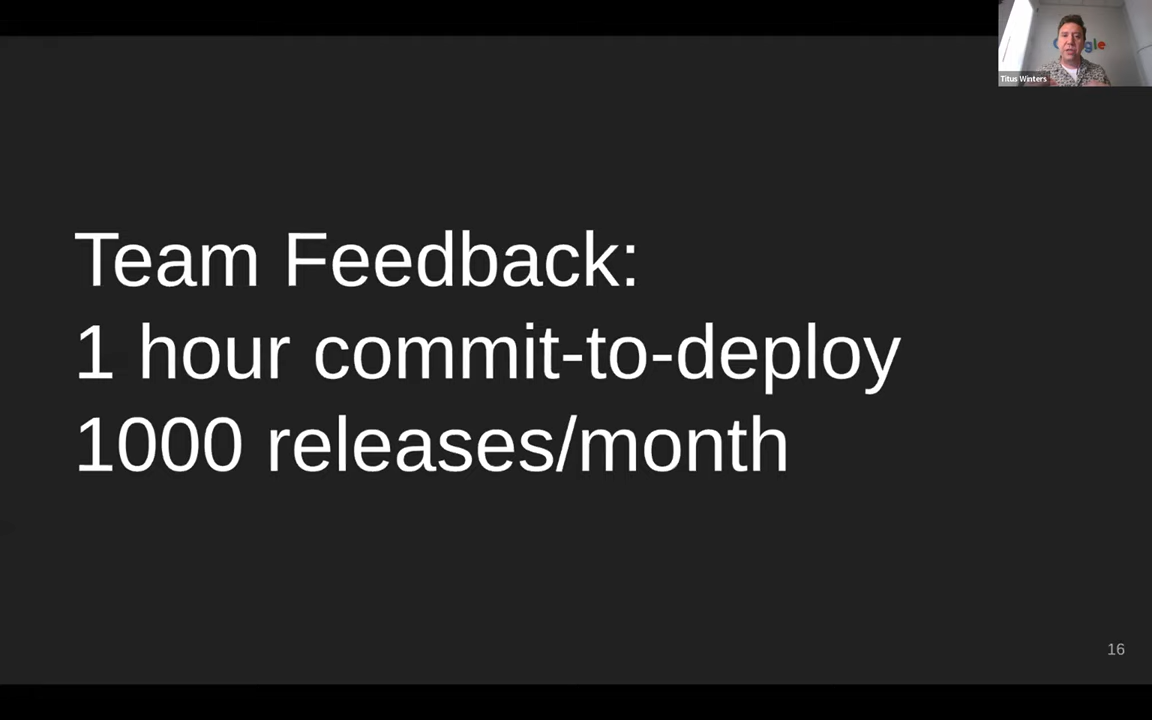 Titus Winters
Team Feedback:
1 hour commit-to-deploy
1000 releases/month
16